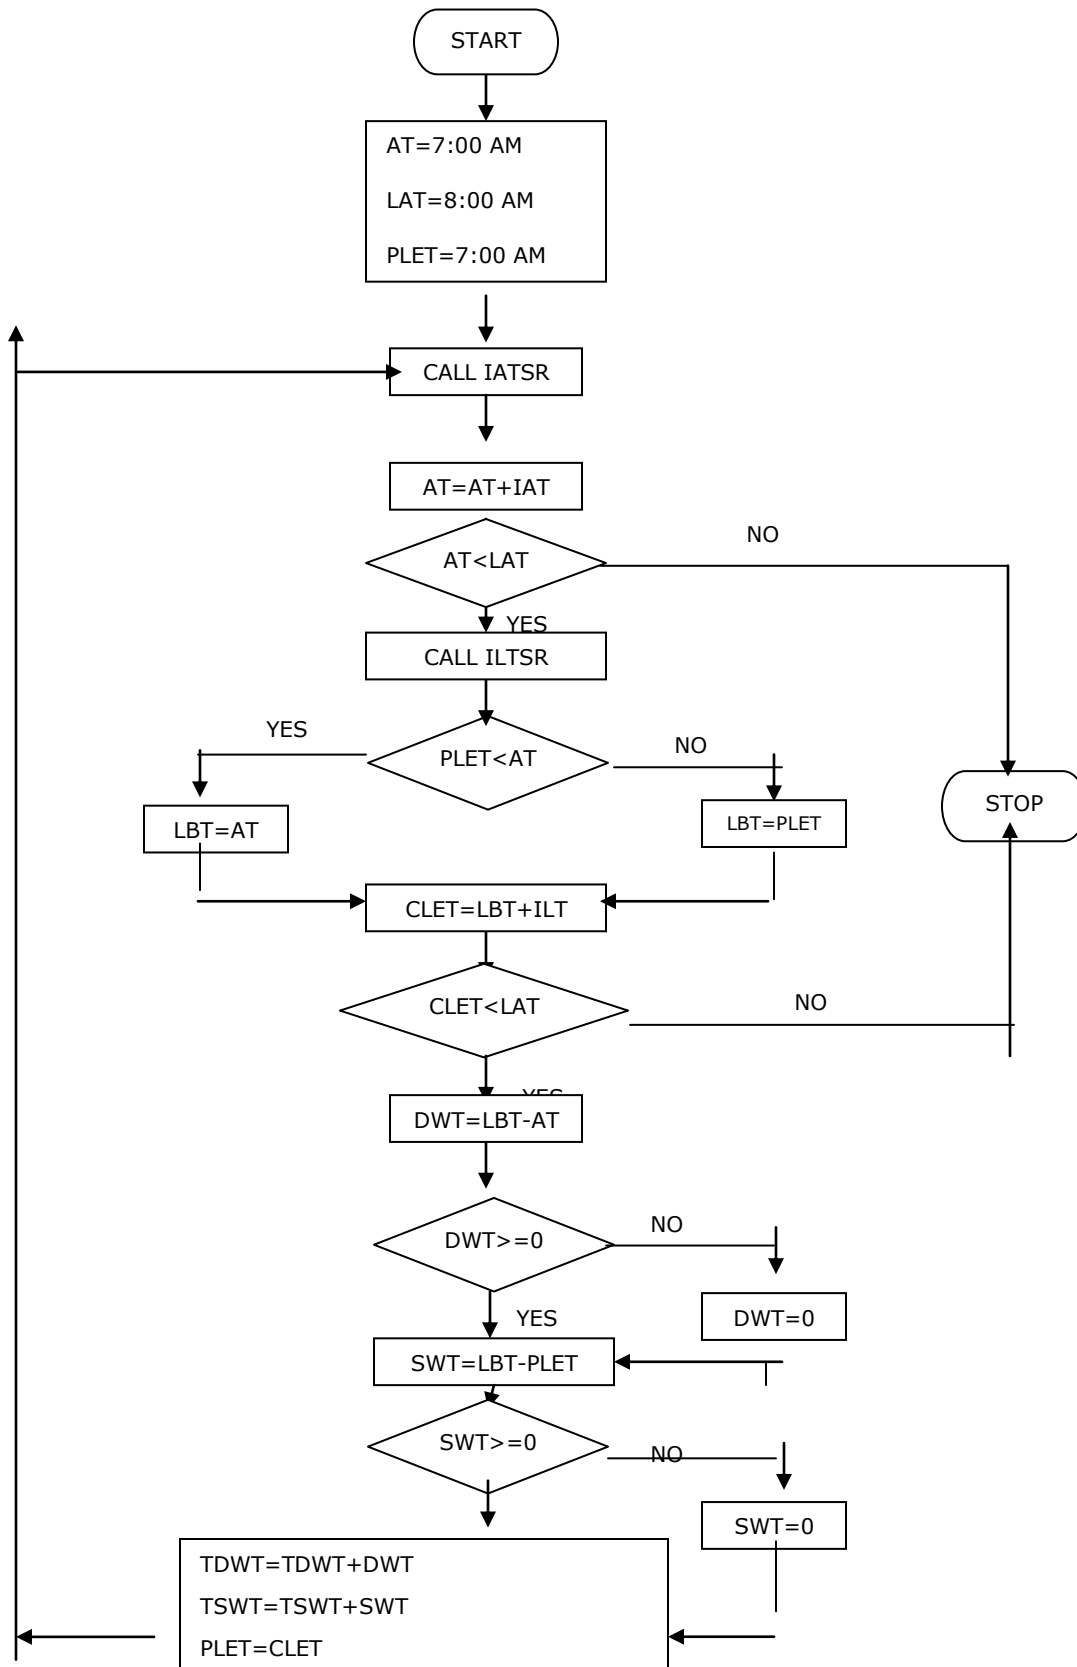 START
AT=7:00 AM
LAT=8:00 AM
PLET=7:00 AM
CALL IATSR
AT=AT+IAT
AT<LAT
NO
YES
CALL ILTSR
PLET<AT
YES
NO
LBT=AT
LBT=PLET
STOP
CLET=LBT+ILT
CLET<LAT
NO
YES
DWT=LBT-AT
DWT>=0
NO
DWT=0
YES
SWT=LBT-PLET
SWT>=0
NO
SWT=0
TDWT=TDWT+DWT
TSWT=TSWT+SWT
PLET=CLET